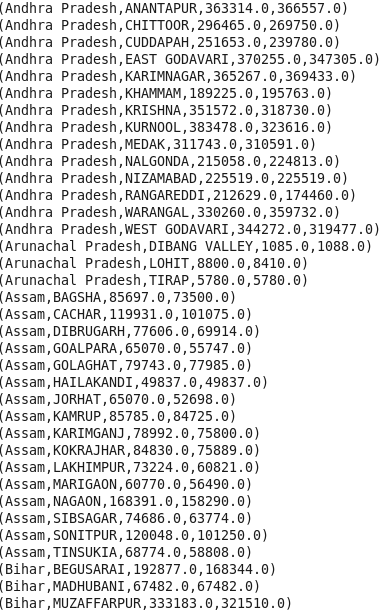 (Andhra Pradesh,ANANTAPUR,363314.0,366557.0)
(Andhra Pradesh,CHITTOOR,296465.0,269750.0)
(Andhra Pradesh,CUDDAPAH,251653.0,239780.0)
(Andhra Pradesh,EAST GODAVARI,370255.0,347305.0)
(Andhra Pradesh,KARIMNAGAR,365267.0,369433.0)
(Andhra Pradesh,KHAMMAM,189225.0,195763.0)
(Andhra Pradesh,KRISHNA,351572.0,318730.0)
(Andhra Pradesh,KURNOOL,383478.0,323616.0)
(Andhra Pradesh,MEDAK,311743.0,310591.0)
(Andhra Pradesh,NALGONDA,215058.0,224813.0)
(Andhra Pradesh,NIZAMABAD,225519.0,225519.0)
(Andhra Pradesh,RANGAREDDI,212629.0,174460.0)
(Andhra Pradesh,WARANGAL,330260.0,359732.0)
(Andhra Pradesh,WEST GODAVARI,344272.0,319477.0)
(Arunachal Pradesh,DIBANG VALLEY,1085.0,1088.0)
(Arunachal Pradesh,LOHIT,8800.0,8410.0)
(Arunachal Pradesh,TIRAP,5780.0,5780.0)
(Assam,BAGSHA,85697.0,73500.0)
(Assam,CACHAR,119931.0,101075.0)
(Assam,DIBRUGARH,77606.0,69914.0)
(Assam,GOALPARA,65070.0,55747.0)
(Assam,GOLAGHAT,79743.0,77985.0)
(Assam,HAILAKANDI,49837.0,49837.0)
(Assam,JORHAT,65070.0,52698.0)
(Assam,KAMRUP,85785.0,84725.0)
(Assam,KARIMGANJ,78992.0,75800.0)
(Assam,KOKRAJHAR,84830.0,75889.0)
(Assam,LAKHIMPUR,73224.0,60821.0)
(Assam,MARIGAON,60770.0,56490.0)
(Assam,NAGAON,168391.0,158290.0)
(Assam,SIBSAGAR,74686.0,63774.0)
(Assam,SONITPUR,120048.0,101250.0)
(Assam,TINSUKIA,68774.0,58808.0)
(Bihar,BEGUSARAI,192877.0,168344.0)
(Bihar,MADHUBANI,67482.0,67482.0)
(Bihar,MUZAFFARPUR,333183.0,321510.0)